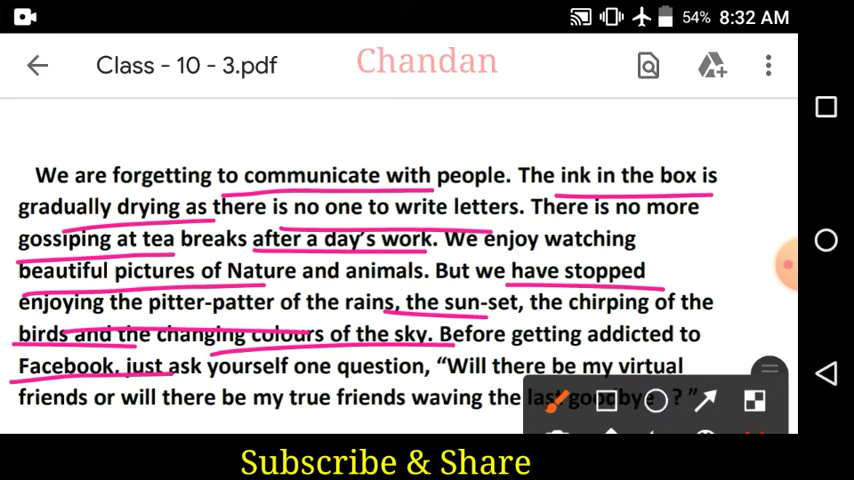 54% 8:32 AM
Class - 10 - 3.pdf
Chandan
We are forgetting to communicate with people. The ink in the box is
gradually drying as there is no one to write letters. There is no more
gossiping at tea breaks after a day's work. We enjoy watching
beautiful pictures of Nature and animals. But we have stopped
enjoying the pitter-patter of the rains, the sun-set, the chirping of the
birds and the changing colours of the sky. Before getting addicted to
Facebook, just ask yourself one question, “Will there be my virtual
friends or will there be my true friends waving the last goodbye ? ”
Subscribe & Share